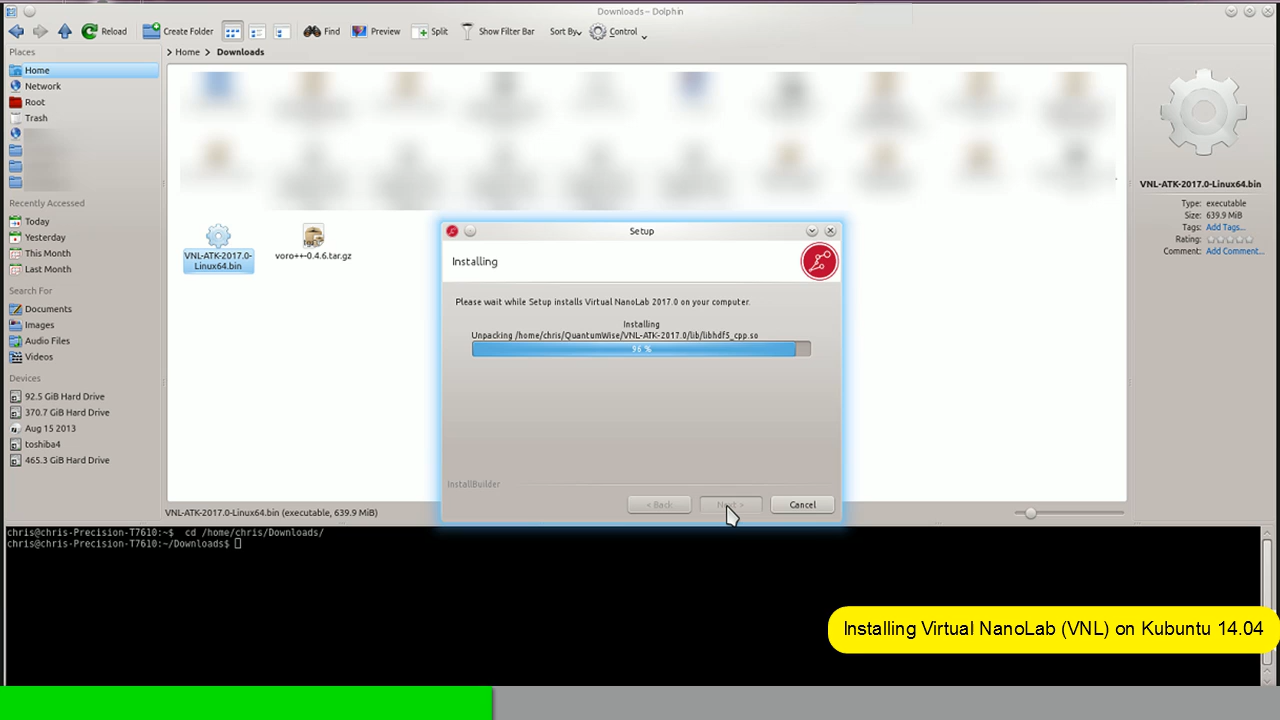 Downloads – Dolphin
Reload
Create Folder
Find
Preview
Split
Show Filter Bar
Sort By
Control
Places
> Home > Downloads
Home
Network
Root
Trash
Recently Accessed
Today
Yesterday
This Month
Last Month
Search For
Documents
Images
Audio Files
Videos
Devices
92.5 GiB Hard Drive
370.7 GiB Hard Drive
Aug 15 2013
toshiba4
465.3 GiB Hard Drive
VNL-ATK-2017.0-
Linux64.bin
voro++-0.4.6.tar.gz
VNL-ATK-2017.0-Linux64.bin
Type: executable
Size: 639.9 MiB
Tags: Add Tags...
Rating:
Comment: Add Comment...
Setup
Installing
Please wait while Setup installs Virtual NanoLab 2017.0 on your computer.
Installing
Unpacking /home/chris/QuantumWise/VNL-ATK-2017.0/lib/libhdf5_cpp.so
96 %
InstallBuilder
< Back
Next >
Cancel
VNL-ATK-2017.0-Linux64.bin (executable, 639.9 MiB)
chris@chris-Precision-T7610:~$ cd /home/chris/Downloads/
chris@chris-Precision-T7610:~/Downloads$
Installing Virtual NanoLab (VNL) on Kubuntu 14.04